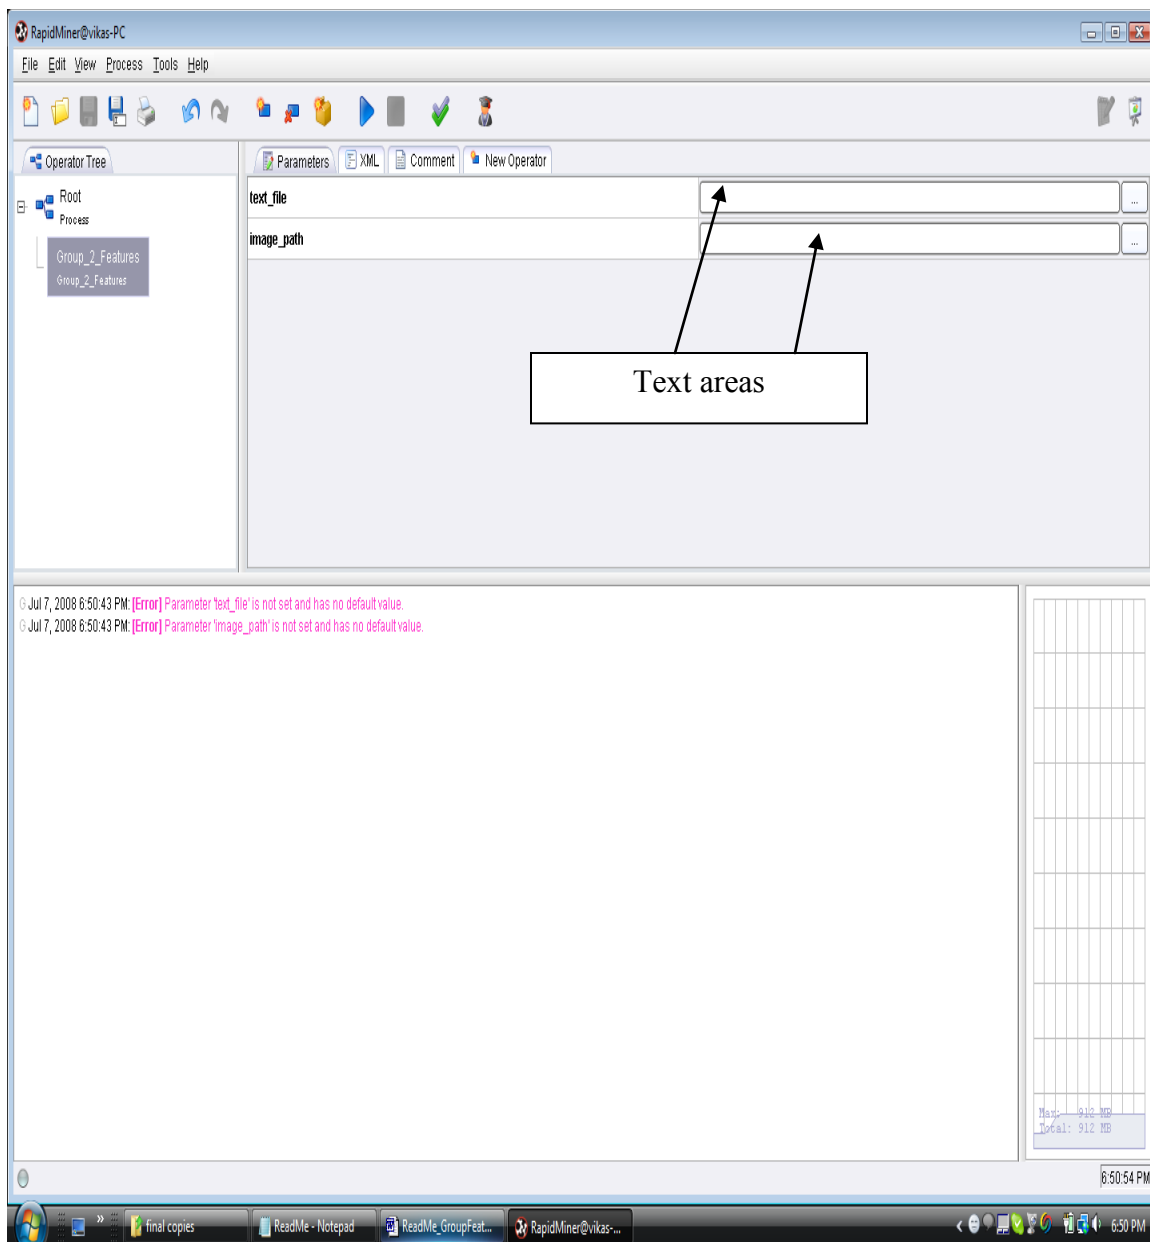 RapidMiner@vikas-PC
File Edit View Process Tools Help
Operator Tree
Parameters XML Comment New Operator
Root
Process
Group_2_Features
Group_2_Features
text_file ...
image_path ...
Text areas
G Jul 7, 2008 6:50:43 PM: [Error] Parameter 'text_file' is not set and has no default value.
G Jul 7, 2008 6:50:43 PM: [Error] Parameter 'image_path' is not set and has no default value.
Max: 912 MB
Total: 912 MB
6:50:54 PM
» final copies ReadMe - Notepad ReadMe_GroupFeat... RapidMiner@vikas-... 6:50 PM